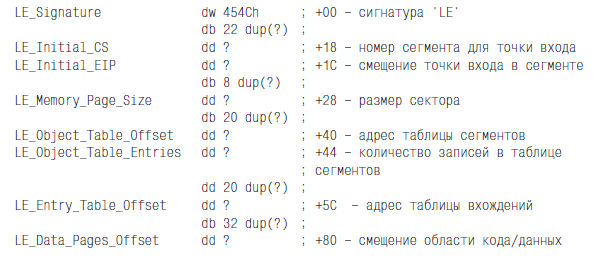 LE_Signature dw 454Ch ; +00 – сигнатура 'LE'
db 22 dup(?) ;
LE_Initial_CS dd ? ; +18 – номер сегмента для точки входа
LE_Initial_EIP dd ? ; +1C – смещение точки входа в сегменте
db 8 dup(?) ;
LE_Memory_Page_Size dd ? ; +28 – размер сектора
db 20 dup(?) ;
LE_Object_Table_Offset dd ? ; +40 – адрес таблицы сегментов
LE_Object_Table_Entries dd ? ; +44 – количество записей в таблице
; сегментов
dd 20 dup(?) ;
LE_Entry_Table_Offset dd ? ; +5C – адрес таблицы вхождений
db 32 dup(?) ;
LE_Data_Pages_Offset dd ? ; +80 – смещение области кода/данных